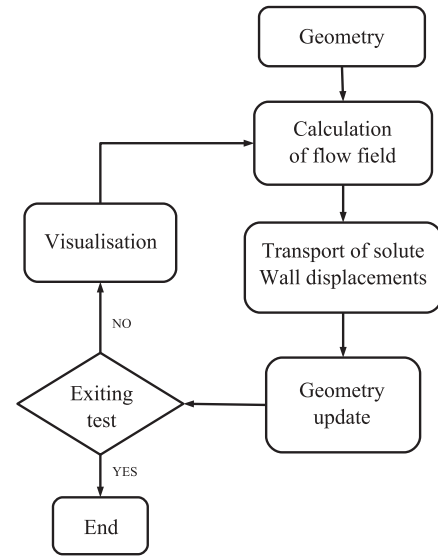 Geometry
Calculation
of flow field
Transport of solute
Wall displacements
Geometry
update
Exiting
test
NO
Visualisation
YES
End